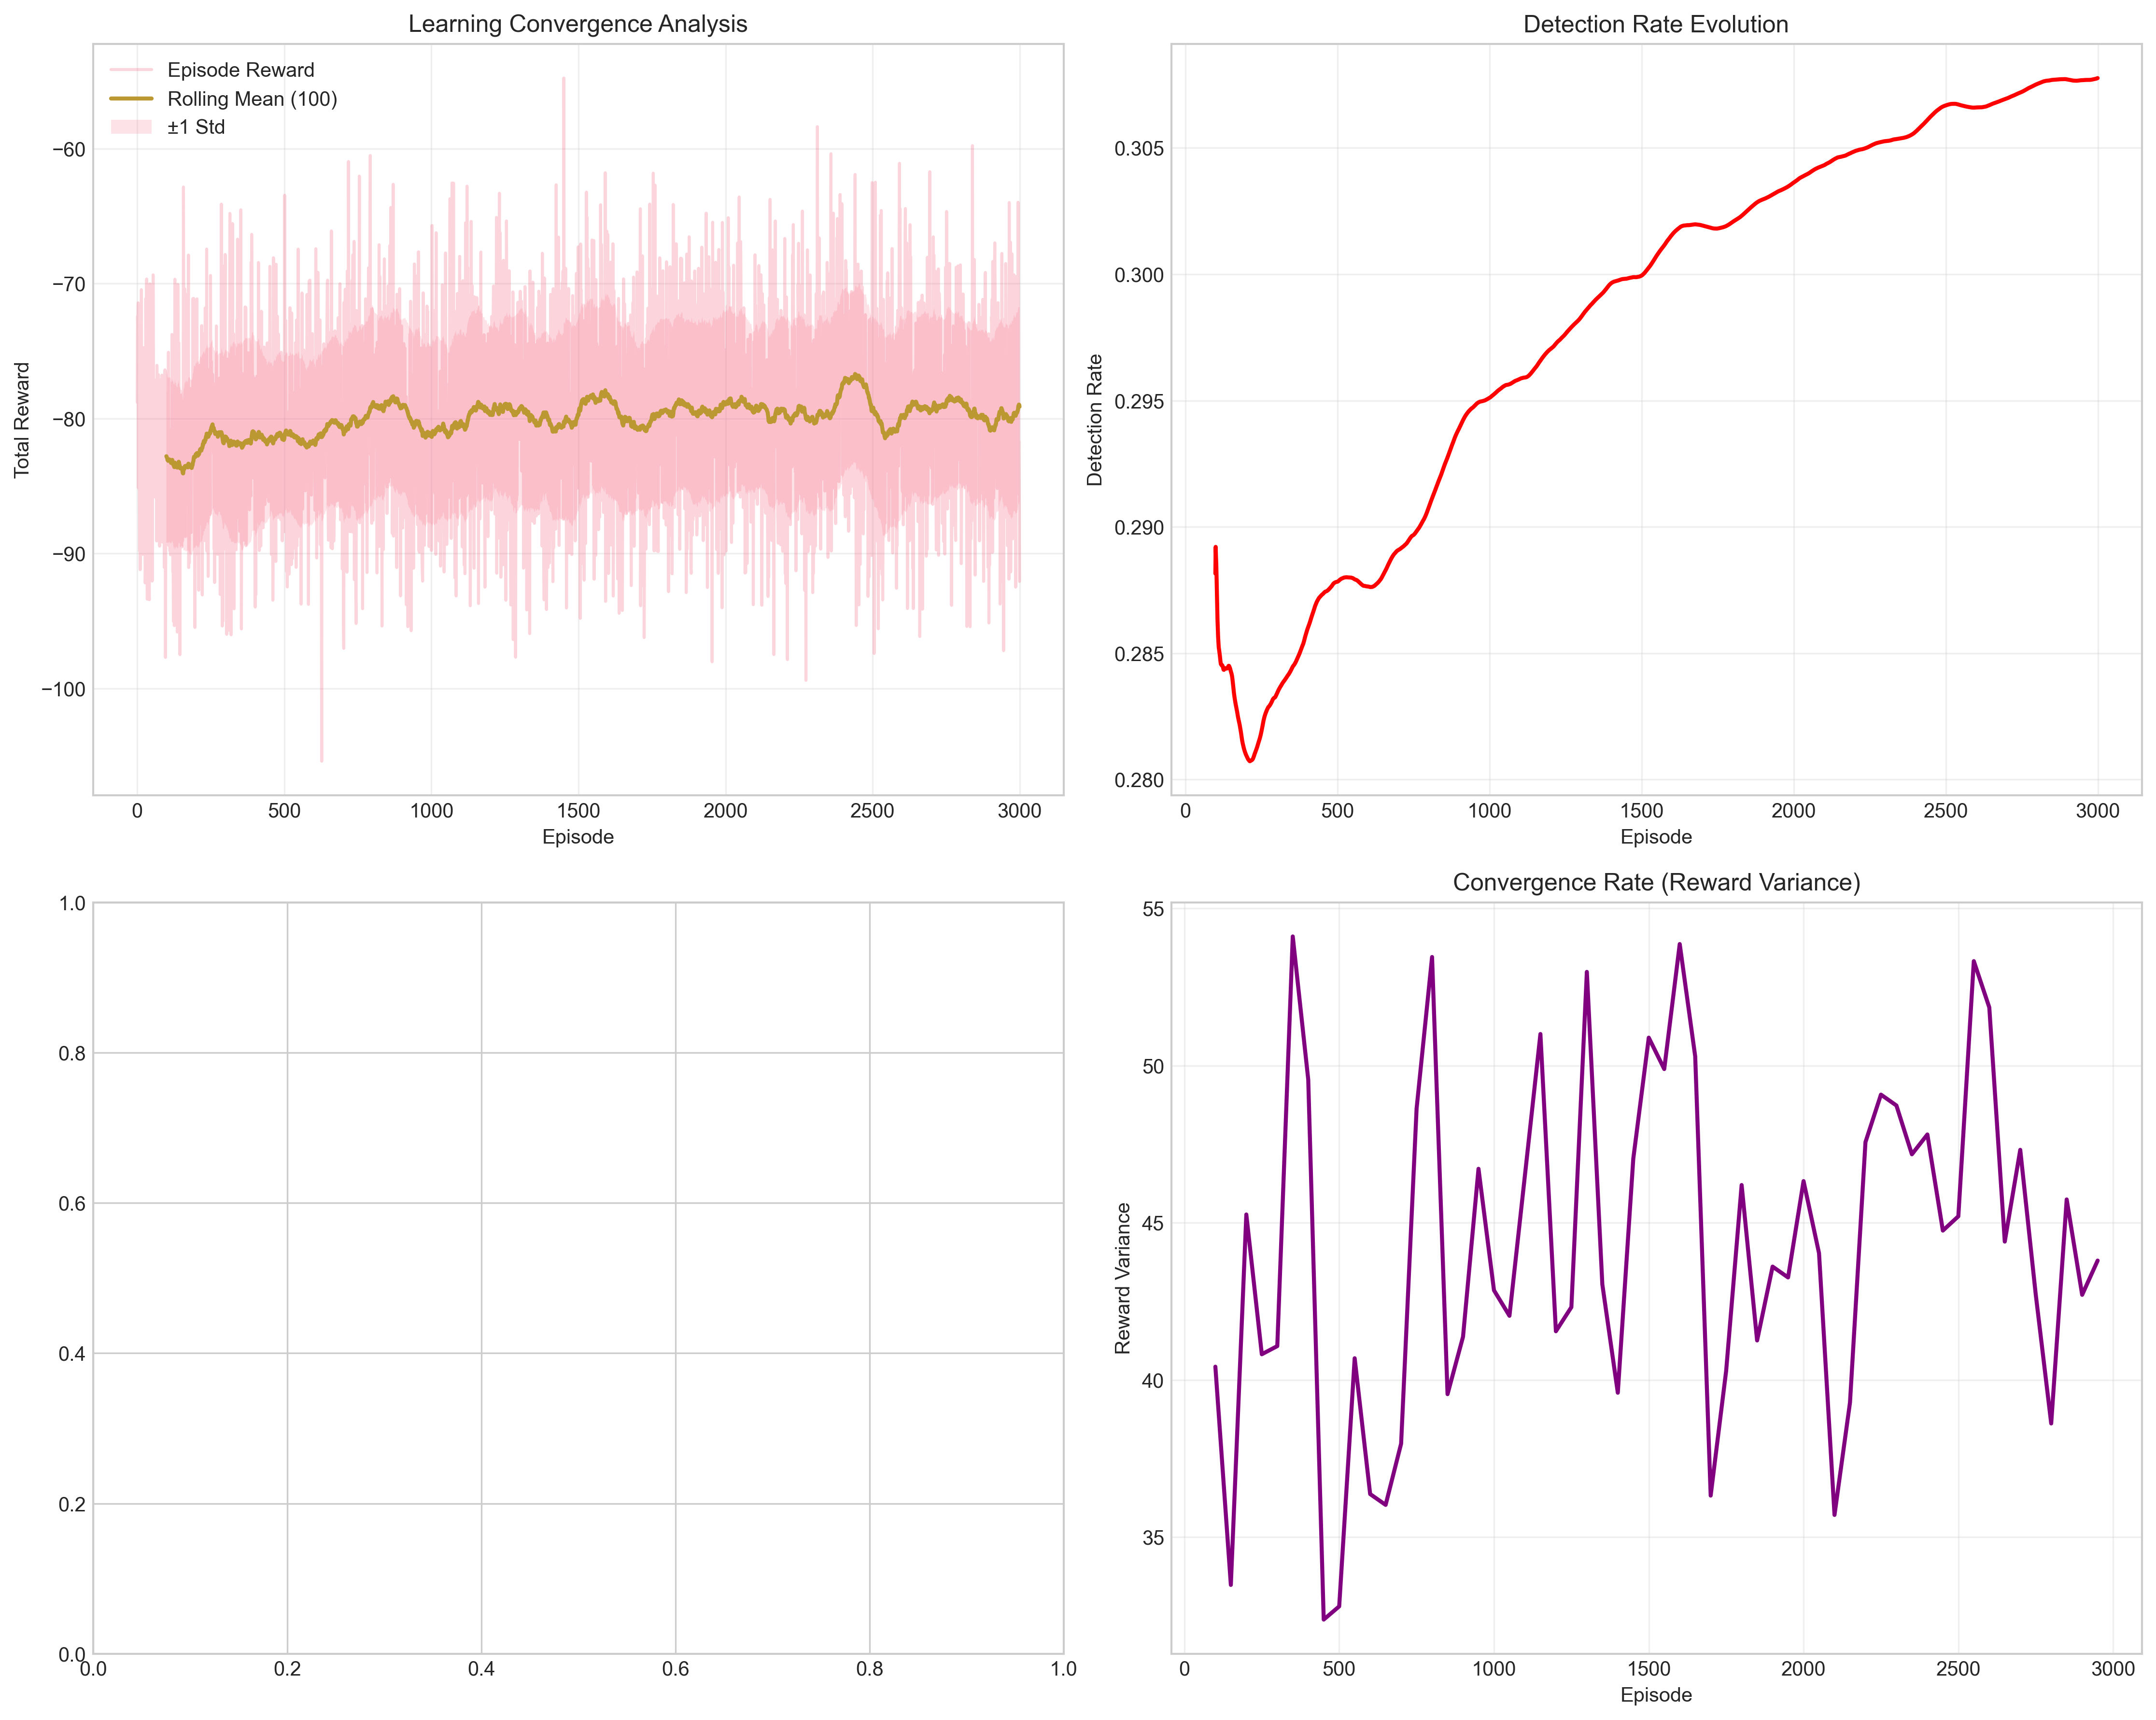 Learning Convergence Analysis
Episode Reward
Rolling Mean (100)
±1 Std
Total Reward
−60
−70
−80
−90
−100
0 500 1000 1500 2000 2500 3000
Episode
Detection Rate Evolution
Detection Rate
0.305
0.300
0.295
0.290
0.285
0.280
0 500 1000 1500 2000 2500 3000
Episode
1.0
0.8
0.6
0.4
0.2
0.0
0.0 0.2 0.4 0.6 0.8 1.0
Convergence Rate (Reward Variance)
Reward Variance
55
50
45
40
35
0 500 1000 1500 2000 2500 3000
Episode